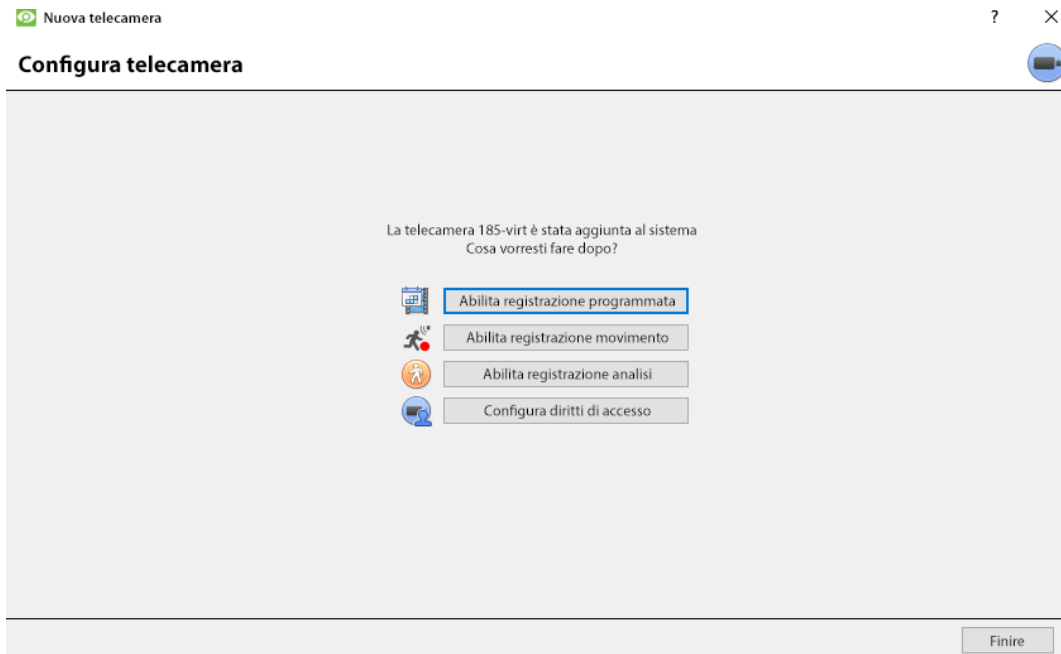 Nuova telecamera
?
Configura telecamera
La telecamera 185-virt è stata aggiunta al sistema
Cosa vorresti fare dopo?
Abilita registrazione programmata
Abilita registrazione movimento
Abilita registrazione analisi
Configura diritti di accesso
Finire